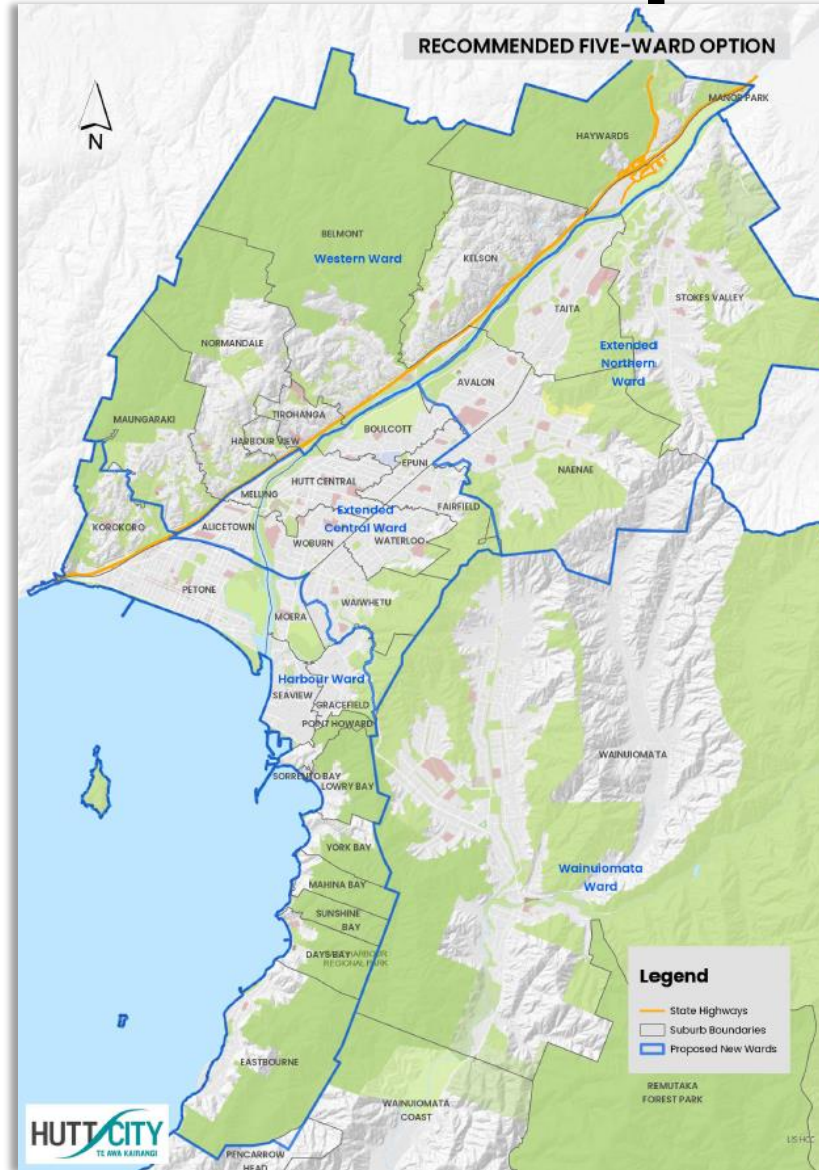 RECOMMENDED FIVE-WARD OPTION
N
MANOR PARK
HAYWARDS
BELMONT
Western Ward
KELSON
TAITA
STOKES VALLEY
NORMANDALE
Extended
Northern
Ward
AVALON
MAUNGARAKI
TIROHANGA
BOULCOTT
HARBOUR VIEW
EPUNI
NAENAE
HUTT CENTRAL
MELLING
KOROKORO
ALICETOWN
Extended
Central Ward
FAIRFIELD
WOBURN
WATERLOO
PETONE
WAIWHETU
MOERA
Harbour Ward
SEAVIEW
GRACEFIELD
POINT HOWARD
WAINUIOMATA
SORRENTO BAY
LOWRY BAY
YORK BAY
Wainuiomata
Ward
MAHINA BAY
SUNSHINE
BAY
DAYS BAY
REGIONAL PARK
Legend
State Highways
Suburb Boundaries
Proposed New Wards
EASTBOURNE
REMUTAKA
FOREST PARK
WAINUIOMATA
COAST
HUTT CITY
TE AWA KAIRANGI
PENCARROW
HEAD